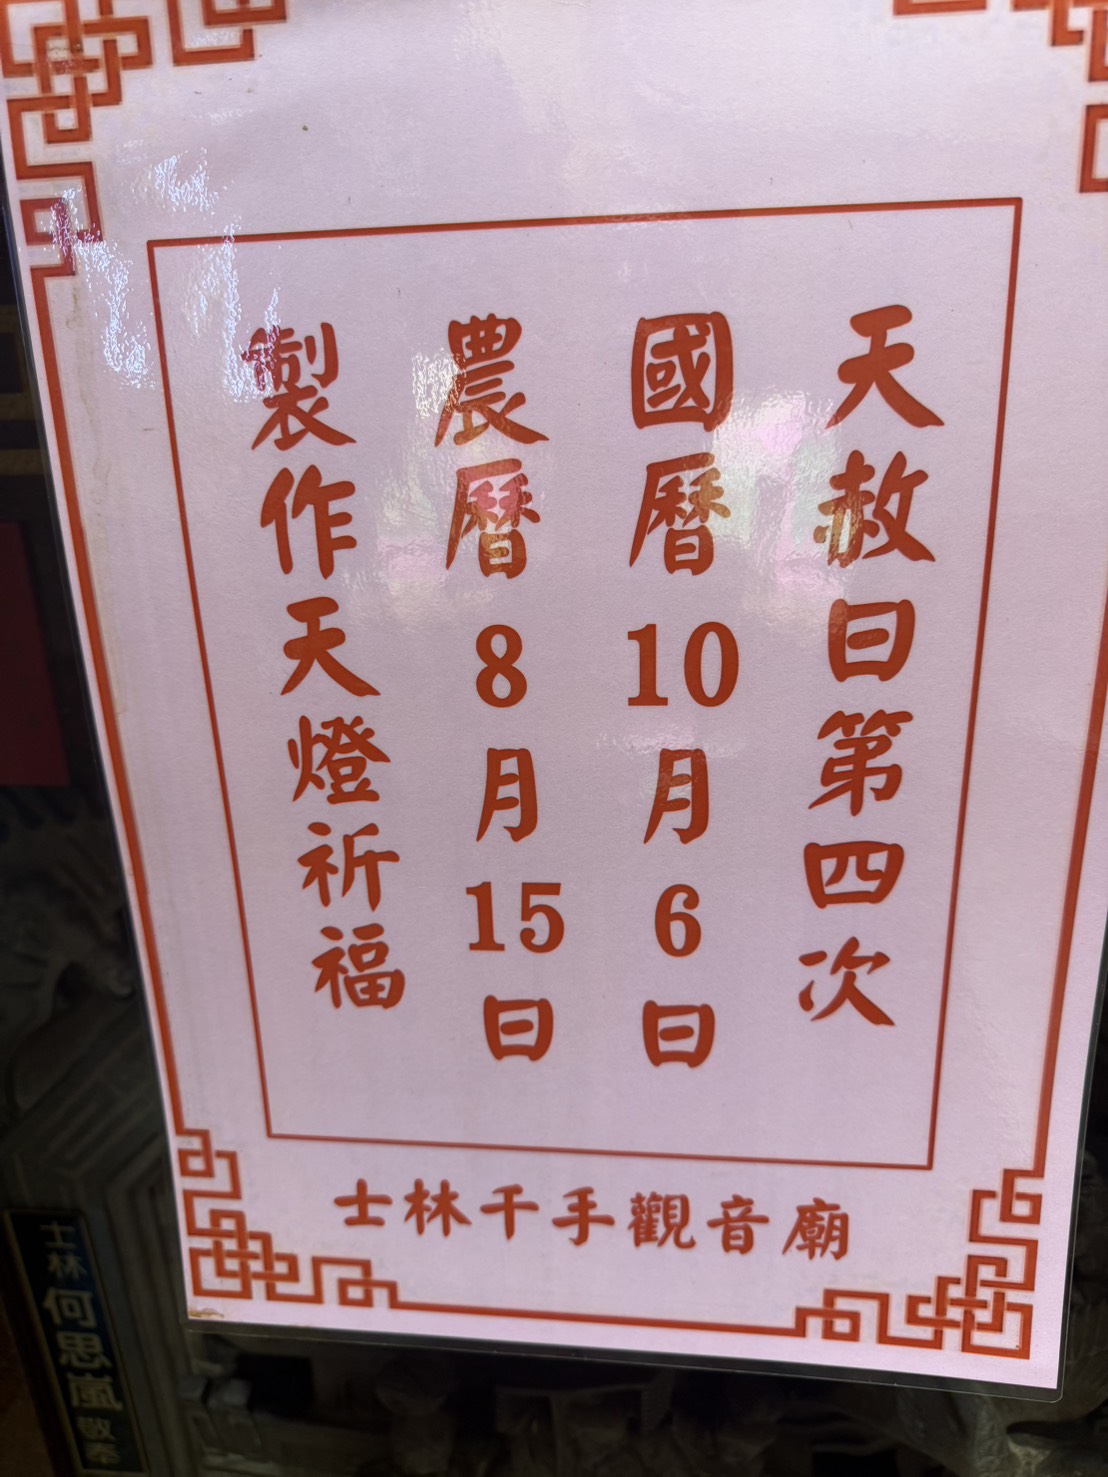 天赦日第四次
國曆10月6日
農曆8月15日
製作天燈祈福
士林千手觀音廟
士林何思嵐敬奉